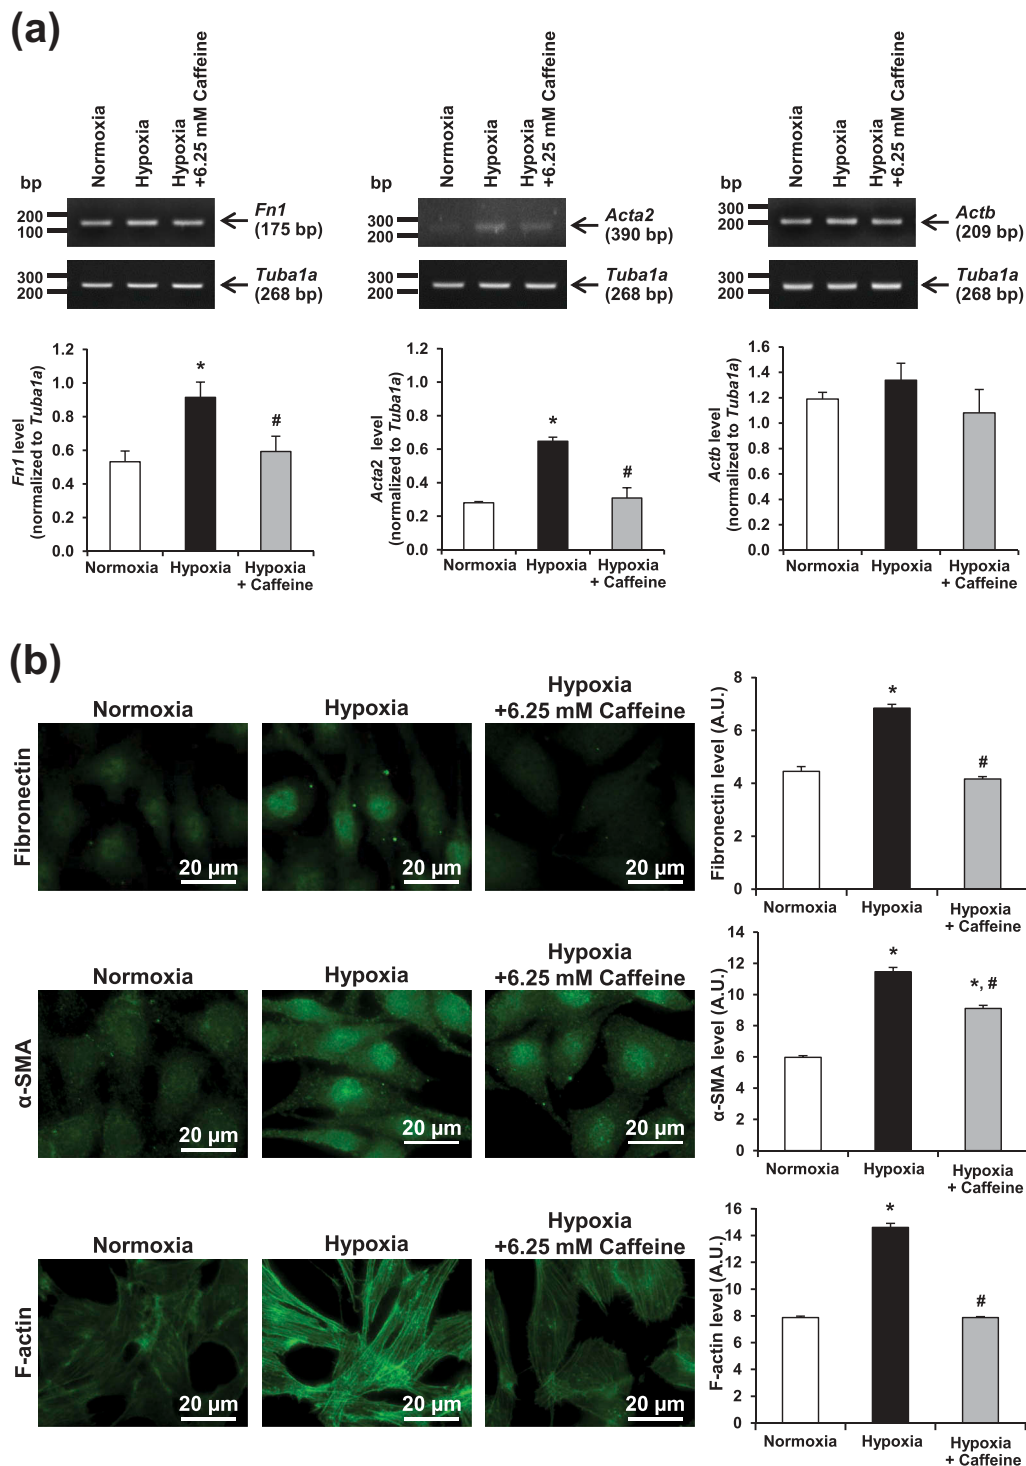 (a)
Normoxia
Hypoxia
Hypoxia
+6.25 mM Caffeine
bp
200
100
Fn1
(175 bp)
300
200
Tuba1a
(268 bp)
1.2
1.0
0.8
0.6
0.4
0.2
0.0
Fn1 level
(normalized to Tuba1a)
*
#
Normoxia
Hypoxia
Hypoxia
+ Caffeine
Normoxia
Hypoxia
Hypoxia
+6.25 mM Caffeine
bp
300
200
Acta2
(390 bp)
300
200
Tuba1a
(268 bp)
1.2
1.0
0.8
0.6
0.4
0.2
0.0
Acta2 level
(normalized to Tuba1a)
*
#
Normoxia
Hypoxia
Hypoxia
+ Caffeine
Normoxia
Hypoxia
Hypoxia
+6.25 mM Caffeine
bp
300
200
Actb
(209 bp)
300
200
Tuba1a
(268 bp)
1.6
1.4
1.2
1.0
0.8
0.6
0.4
0.2
0.0
Actb level
(normalized to Tuba1a)
Normoxia
Hypoxia
Hypoxia
+ Caffeine
(b)
Normoxia
Hypoxia
Hypoxia
+6.25 mM Caffeine
Fibronectin
20 µm
20 µm
20 µm
8
6
4
2
0
Fibronectin level (A.U.)
*
#
Normoxia
Hypoxia
Hypoxia
+ Caffeine
Normoxia
Hypoxia
Hypoxia
+6.25 mM Caffeine
α-SMA
20 µm
20 µm
20 µm
14
12
10
8
6
4
2
0
α-SMA level (A.U.)
*
*, #
Normoxia
Hypoxia
Hypoxia
+ Caffeine
Normoxia
Hypoxia
Hypoxia
+6.25 mM Caffeine
F-actin
20 µm
20 µm
20 µm
16
14
12
10
8
6
4
2
0
F-actin level (A.U.)
*
#
Normoxia
Hypoxia
Hypoxia
+ Caffeine